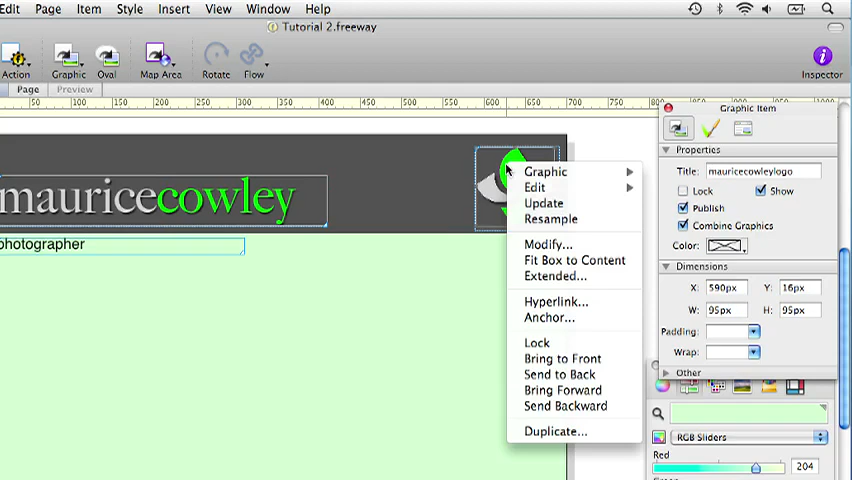 Edit Page Item Style Insert View Window Help
Tutorial 2.freeway
Action Graphic Oval Map Area Rotate Flow Inspector
Page Preview
50 100 150 200 250 300 350 400 450 500 550 600 650 700 750
Graphic Item
Properties
Title: mauricecowleylogo
Lock Show
Publish
Combine Graphics
Color:
Dimensions
X: 590px Y: 16px
W: 95px H: 95px
Padding:
Wrap:
Other
mauricecowley
photographer
Graphic
Edit
Update
Resample
Modify...
Fit Box to Content
Extended...
Hyperlink...
Anchor...
Lock
Bring to Front
Send to Back
Bring Forward
Send Backward
Duplicate...
RGB Sliders
Red
204